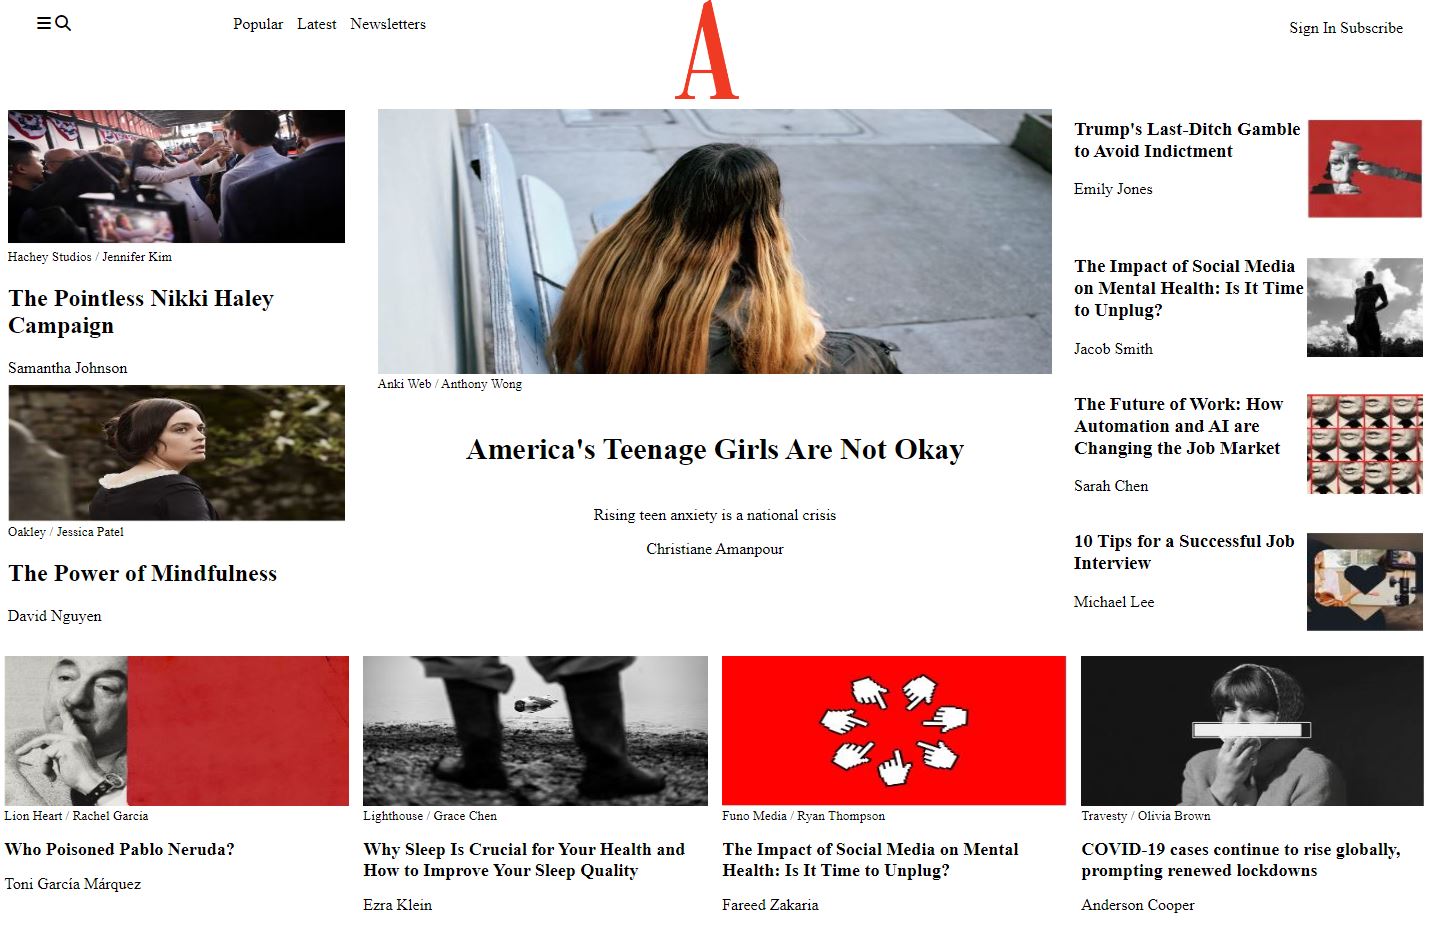 Popular Latest Newsletters
A
Sign In Subscribe
Hachey Studios / Jennifer Kim
The Pointless Nikki Haley
Campaign
Samantha Johnson
Oakley / Jessica Patel
The Power of Mindfulness
David Nguyen
Anki Web / Anthony Wong
America's Teenage Girls Are Not Okay
Rising teen anxiety is a national crisis
Christiane Amanpour
Trump's Last-Ditch Gamble
to Avoid Indictment
Emily Jones
The Impact of Social Media
on Mental Health: Is It Time
to Unplug?
Jacob Smith
The Future of Work: How
Automation and AI are
Changing the Job Market
Sarah Chen
10 Tips for a Successful Job
Interview
Michael Lee
Lion Heart / Rachel Garcia
Who Poisoned Pablo Neruda?
Toni García Márquez
Lighthouse / Grace Chen
Why Sleep Is Crucial for Your Health and
How to Improve Your Sleep Quality
Ezra Klein
Funo Media / Ryan Thompson
The Impact of Social Media on Mental
Health: Is It Time to Unplug?
Fareed Zakaria
Travesty / Olivia Brown
COVID-19 cases continue to rise globally,
prompting renewed lockdowns
Anderson Cooper